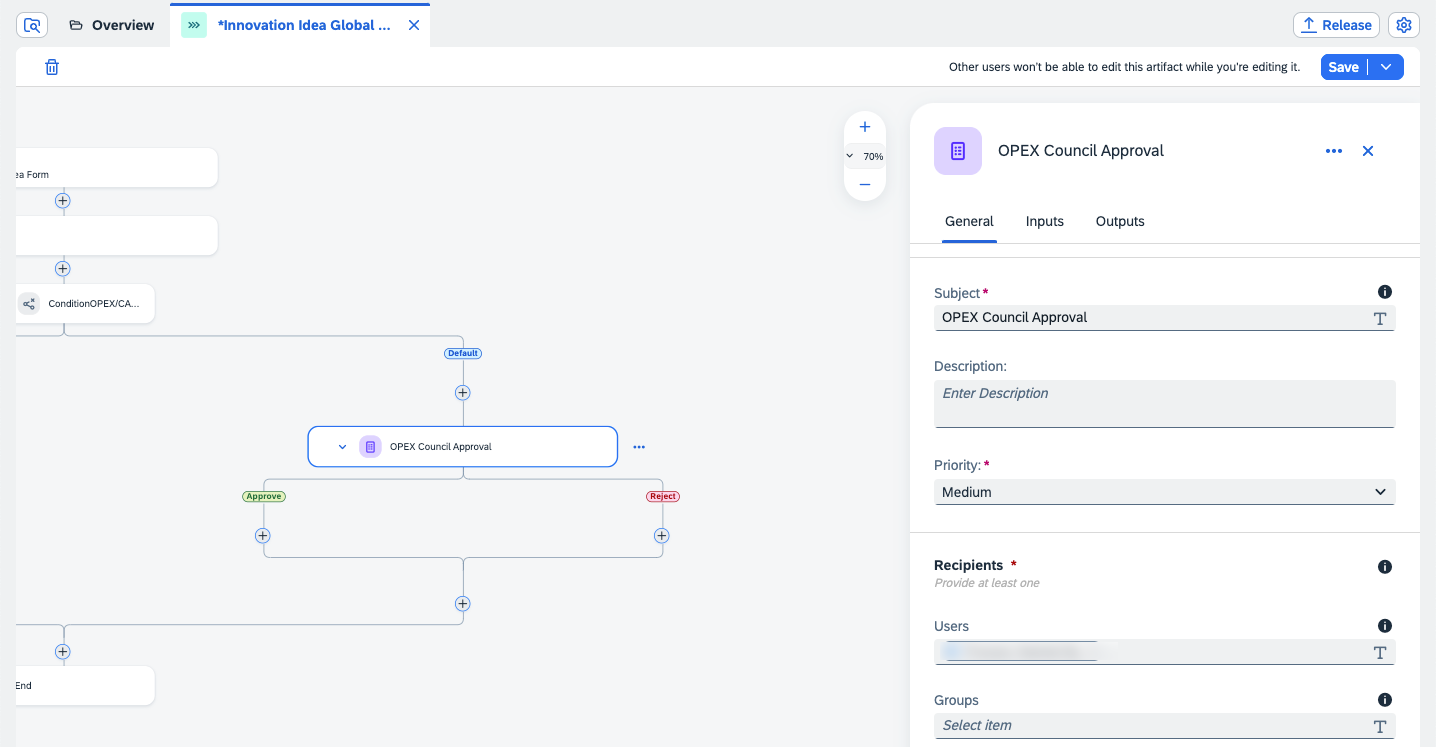 Overview
*Innovation Idea Global ...
Release
Other users won't be able to edit this artifact while you're editing it.
Save
70%
ea Form
ConditionOPEX/CA...
Default
OPEX Council Approval
Approve
Reject
End
OPEX Council Approval
General
Inputs
Outputs
Subject*
OPEX Council Approval
Description:
Enter Description
Priority:*
Medium
Recipients *
Provide at least one
Users
Groups
Select item